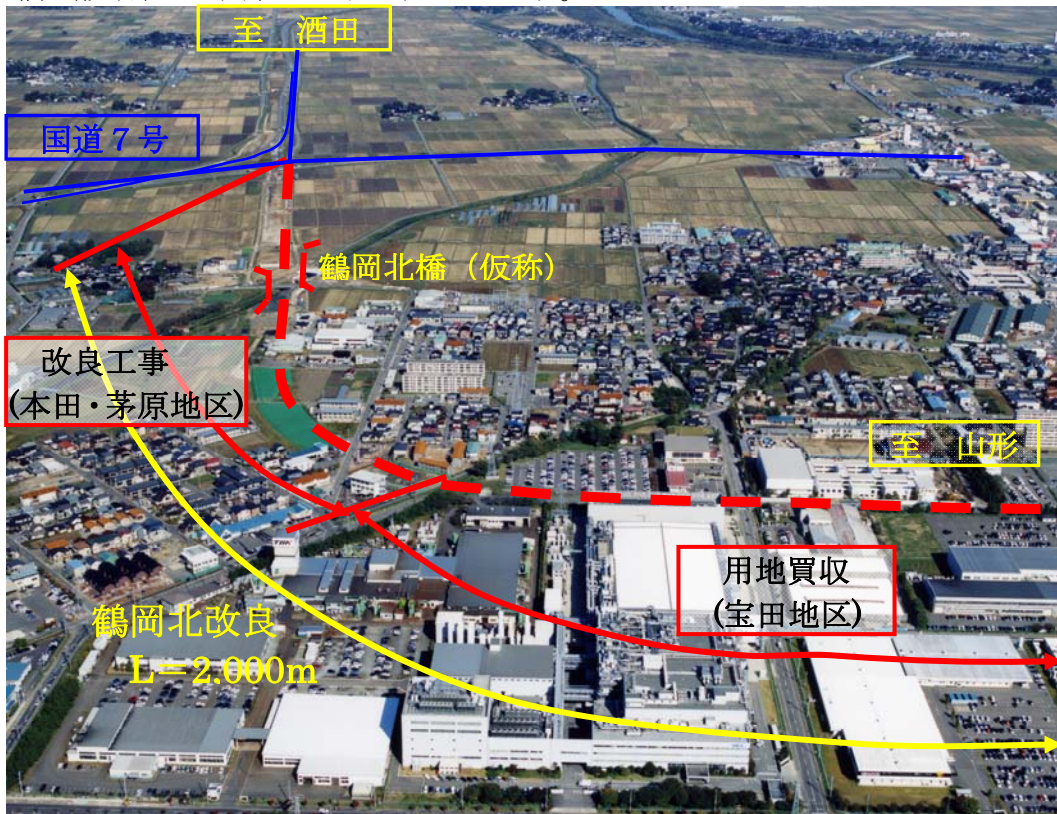 至　酒田
国道７号
鶴岡北橋（仮称）
改良工事
(本田・茅原地区)
至　山形
用地買収
(宝田地区)
鶴岡北改良
L＝2,000m